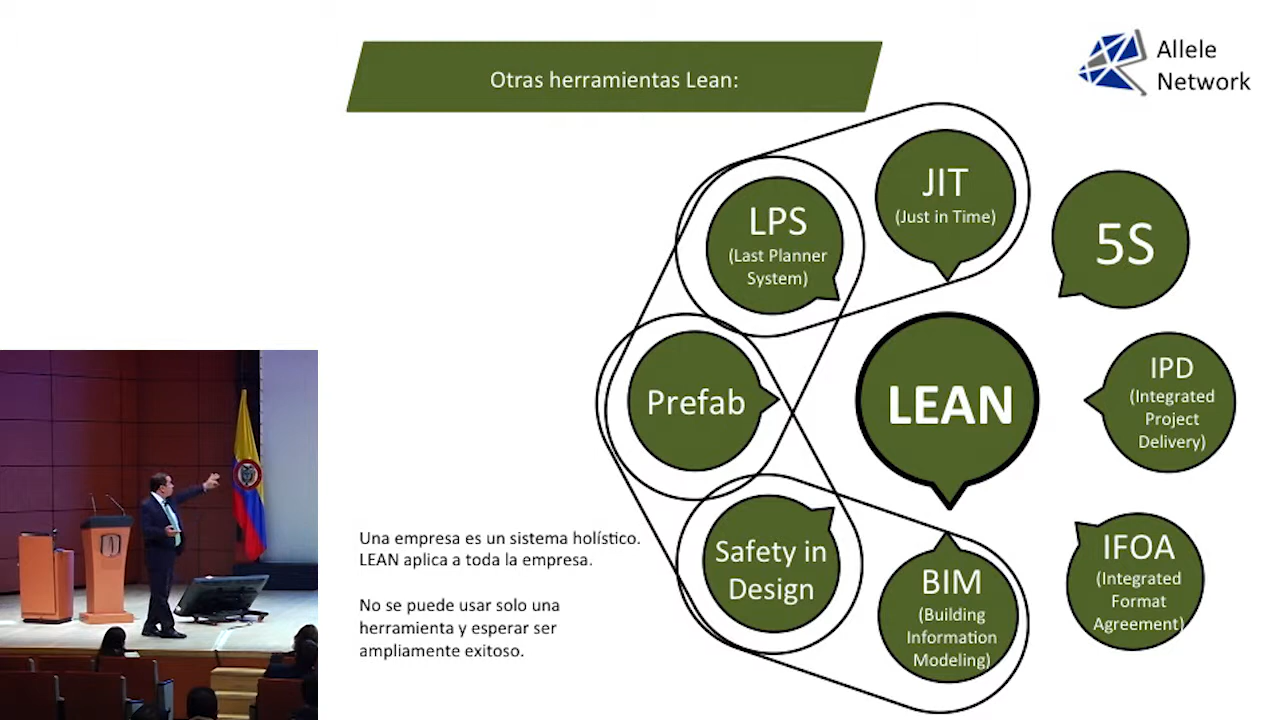 Otras herramientas Lean:
Allele
Network
JIT
(Just in Time)
LPS
(Last Planner
System)
5S
Prefab
LEAN
IPD
(Integrated
Project
Delivery)
Safety in
Design
BIM
(Building
Information
Modeling)
IFOA
(Integrated
Format
Agreement)
Una empresa es un sistema holístico.
LEAN aplica a toda la empresa.
No se puede usar solo una
herramienta y esperar ser
ampliamente exitoso.